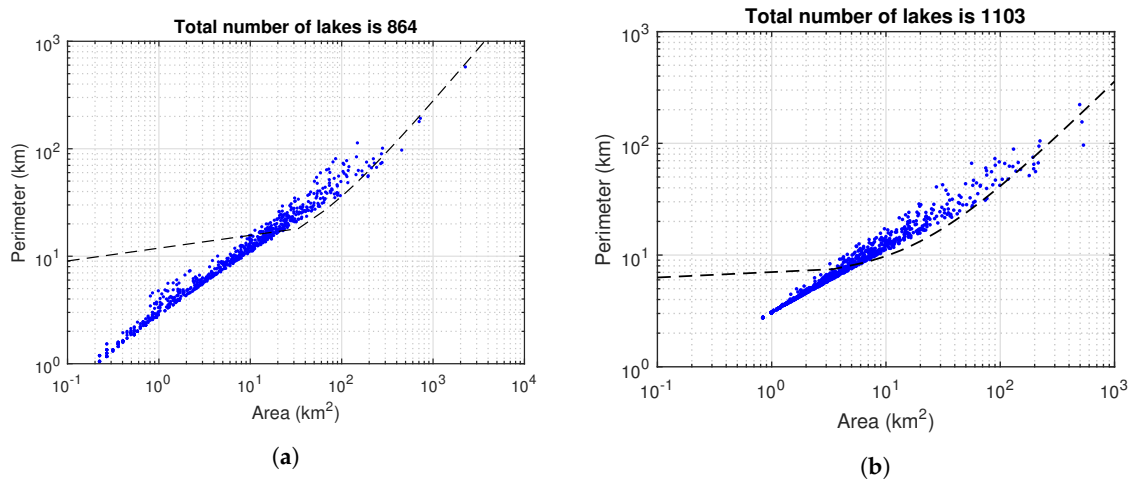 Total number of lakes is 864
Perimeter (km)
10^3
10^2
10^1
10^0
10^-1 10^0 10^1 10^2 10^3 10^4
Area (km^2)
(a)
Total number of lakes is 1103
Perimeter (km)
10^3
10^2
10^1
10^0
10^-1 10^0 10^1 10^2 10^3
Area (km^2)
(b)